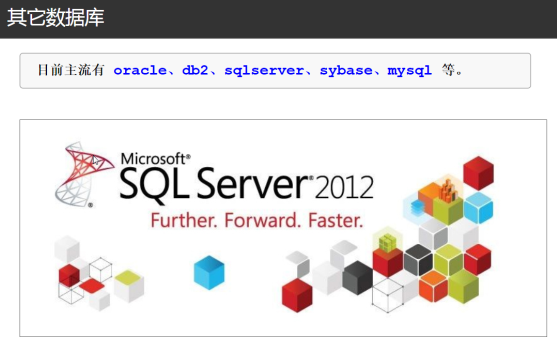 其它数据库
目前主流有 oracle、db2、sqlserver、sybase、mysql 等。
Microsoft®
SQL Server® 2012
Further. Forward. Faster.